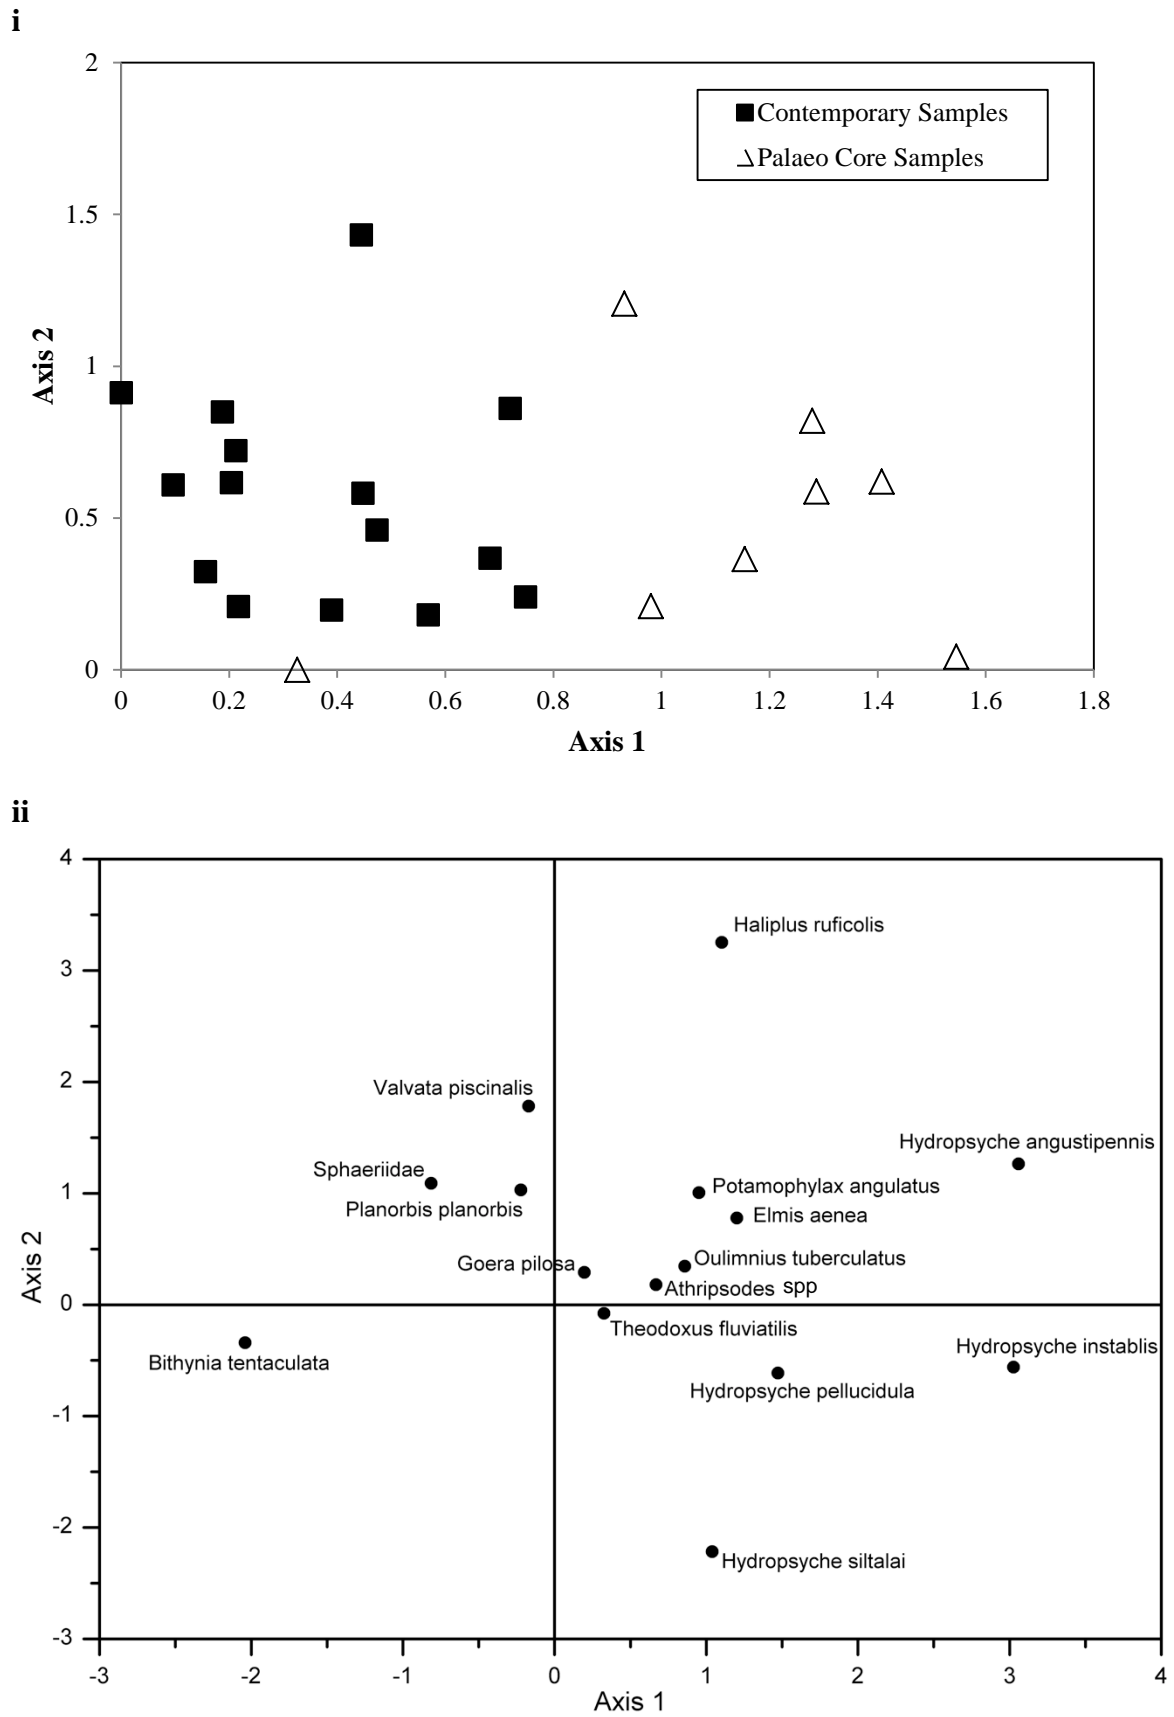 i
2
Contemporary Samples
Palaeo Core Samples
1.5
1
Axis 2
0.5
0
0 0.2 0.4 0.6 0.8 1 1.2 1.4 1.6 1.8
Axis 1
ii
4
Haliplus ruficolis
3
2
Valvata piscinalis
Hydropsyche angustipennis
Sphaeriidae
1
Potamophylax angulatus
Planorbis planorbis
Elmis aenea
Axis 2
Goera pilosa
Oulimnius tuberculatus
Athripsodes spp
0
Theodoxus fluviatilis
Hydropsyche instablis
Bithynia tentaculata
Hydropsyche pellucidula
-1
-2
Hydropsyche siltalai
-3
-3 -2 -1 0 1 2 3 4
Axis 1